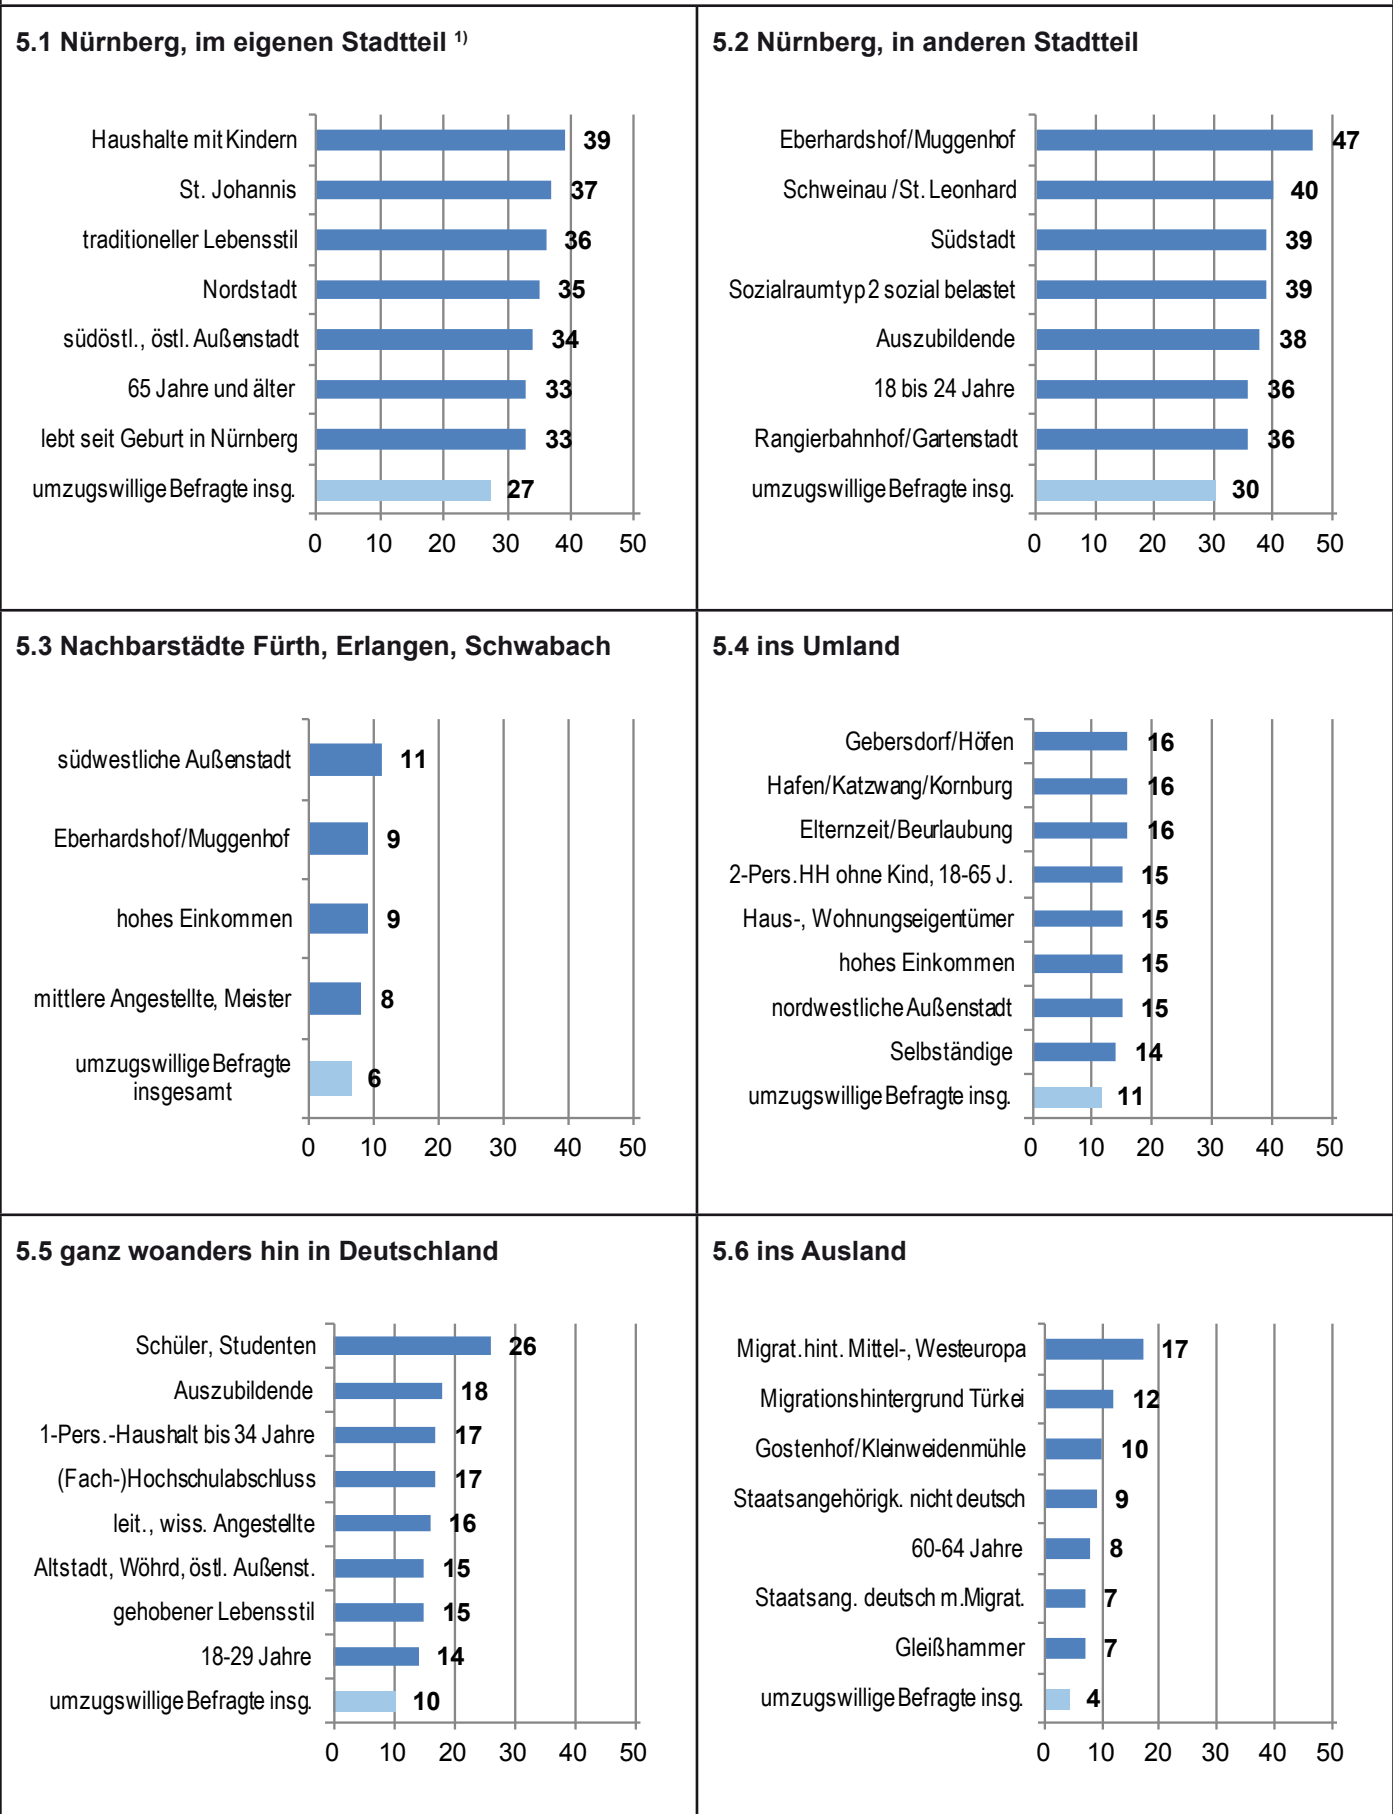 5.1 Nürnberg, im eigenen Stadtteil 1)
Haushalte mit Kindern 39
St. Johannis 37
traditioneller Lebensstil 36
Nordstadt 35
südöstl., östl. Außenstadt 34
65 Jahre und älter 33
lebt seit Geburt in Nürnberg 33
umzugswillige Befragte insg. 27
0 10 20 30 40 50
5.2 Nürnberg, in anderen Stadtteil
Eberhardshof/Muggenhof 47
Schweinau /St. Leonhard 40
Südstadt 39
Sozialraumtyp 2 sozial belastet 39
Auszubildende 38
18 bis 24 Jahre 36
Rangierbahnhof/Gartenstadt 36
umzugswillige Befragte insg. 30
0 10 20 30 40 50
5.3 Nachbarstädte Fürth, Erlangen, Schwabach
südwestliche Außenstadt 11
Eberhardshof/Muggenhof 9
hohes Einkommen 9
mittlere Angestellte, Meister 8
umzugswillige Befragte
insgesamt 6
0 10 20 30 40 50
5.4 ins Umland
Gebersdorf/Höfen 16
Hafen/Katzwang/Kornburg 16
Elternzeit/Beurlaubung 16
2-Pers.HH ohne Kind, 18-65 J. 15
Haus-, Wohnungseigentümer 15
hohes Einkommen 15
nordwestliche Außenstadt 15
Selbständige 14
umzugswillige Befragte insg. 11
0 10 20 30 40 50
5.5 ganz woanders hin in Deutschland
Schüler, Studenten 26
Auszubildende 18
1-Pers.-Haushalt bis 34 Jahre 17
(Fach-)Hochschulabschluss 17
leit., wiss. Angestellte 16
Altstadt, Wöhrd, östl. Außenst. 15
gehobener Lebensstil 15
18-29 Jahre 14
umzugswillige Befragte insg. 10
0 10 20 30 40 50
5.6 ins Ausland
Migrat.hint. Mittel-, Westeuropa 17
Migrationshintergrund Türkei 12
Gostenhof/Kleinweidenmühle 10
Staatsangehörigk. nicht deutsch 9
60-64 Jahre 8
Staatsang. deutsch m.Migrat. 7
Gleißhammer 7
umzugswillige Befragte insg. 4
0 10 20 30 40 50